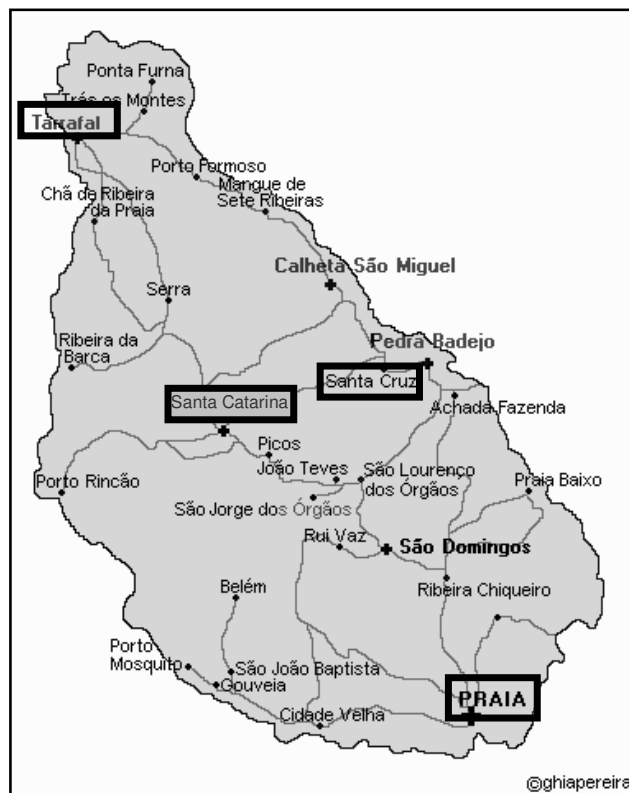 Ponta Furna
Trás os Montes
Tarrafal
Porto Formoso
Mangue de
Sete Ribeiras
Chã de Ribeira
da Praia
Calheta São Miguel
Serra
Ribeira da
Barca
Pedra Badejo
Santa Cruz
Santa Catarina
Achada Fazenda
Picos
João Teves
São Lourenço
dos Órgãos
Porto Rincão
Praia Baixo
São Jorge dos Órgãos
Rui Vaz
São Domingos
Belém
Ribeira Chiqueiro
Porto
Mosquito
São João Baptista
Gouveia
PRAIA
Cidade Velha
©ghiapereira